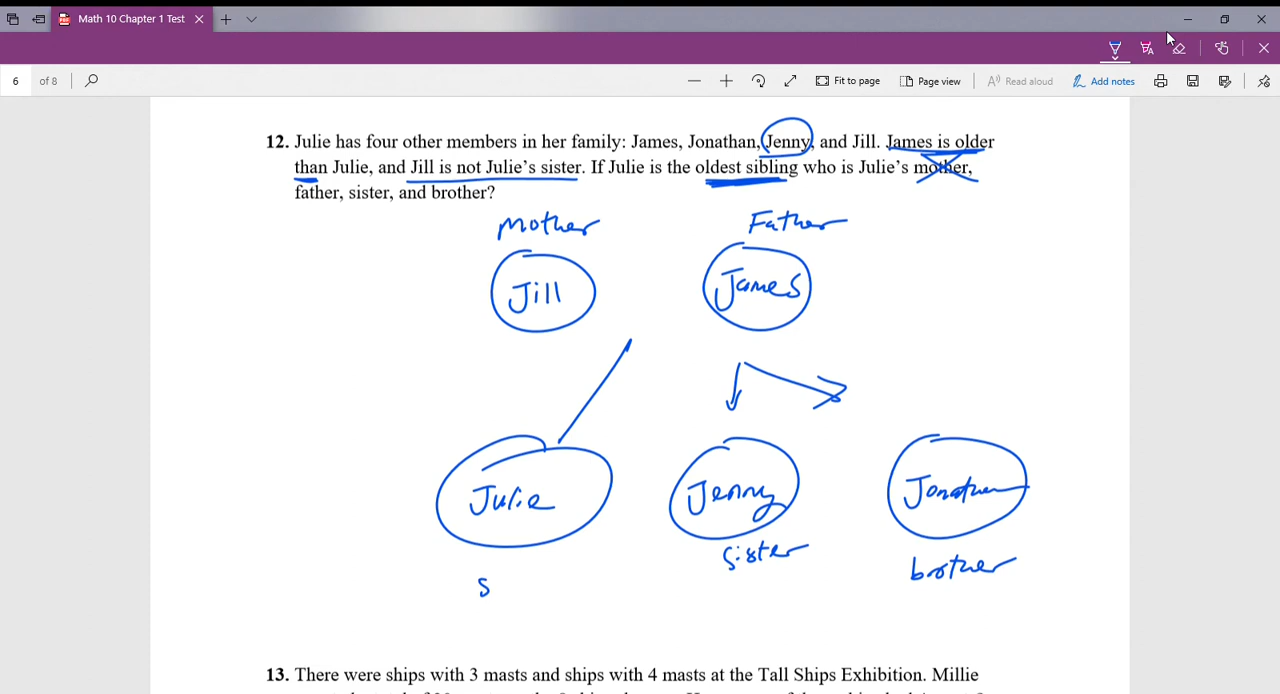 Math 10 Chapter 1 Test
6 of 8
Fit to page
Page view
Read aloud
Add notes
12. Julie has four other members in her family: James, Jonathan, Jenny, and Jill. James is older
than Julie, and Jill is not Julie's sister. If Julie is the oldest sibling who is Julie's mother,
father, sister, and brother?
Mother Father
Jill James
Julie Jenny Jonathan
sister
brother
S
13. There were ships with 3 masts and ships with 4 masts at the Tall Ships Exhibition. Millie